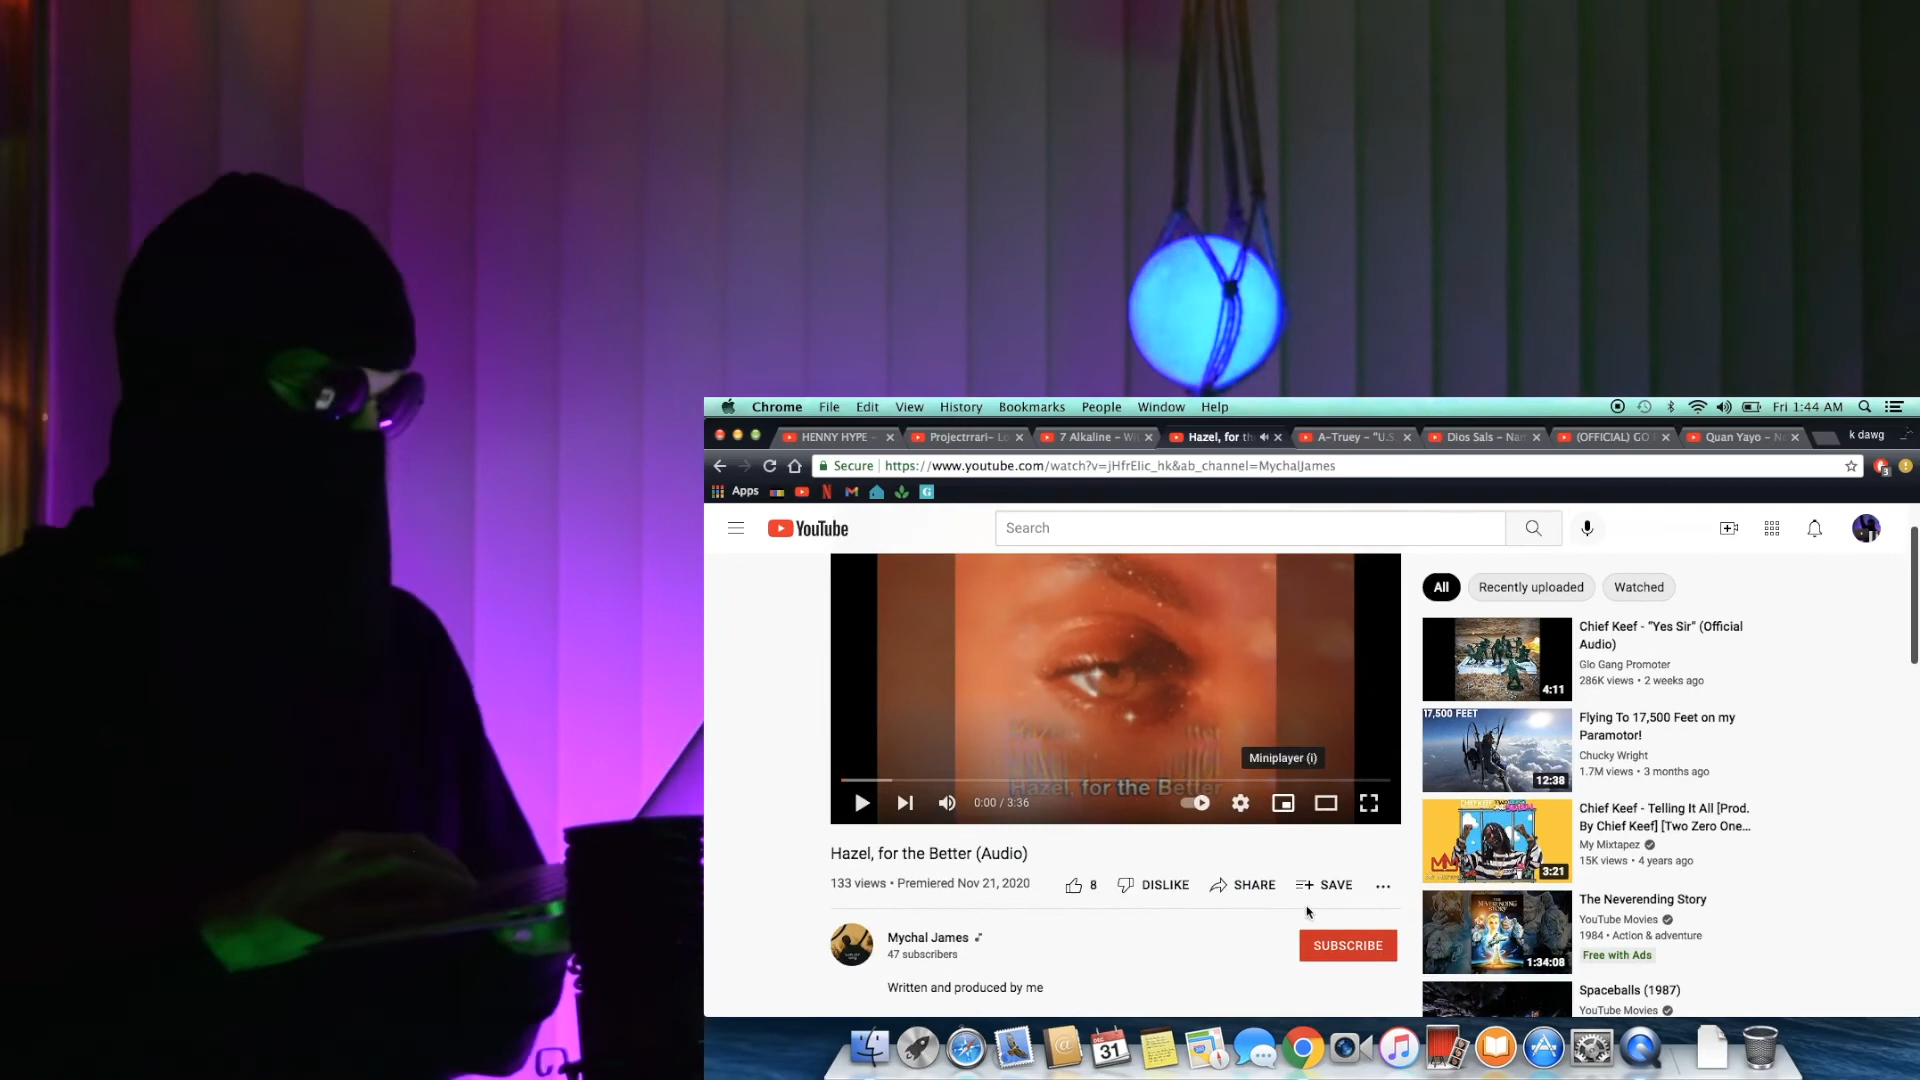 Chrome File Edit View History Bookmarks People Window Help Fri 1:44 AM
HENNY HYPE - Projectrrari- Lo 7 Alkaline - Wi Hazel, for th A-Truey - "U.S. Dios Sals - Nar (OFFICIAL) GO Quan Yayo - k dawg
Secure https://www.youtube.com/watch?v=jHfrElic_hk&ab_channel=MychalJames
3
Apps
YouTube
Search
All Recently uploaded Watched
Hazel, for the Better
Miniplayer (i)
0:00 / 3:36
Hazel, for the Better (Audio)
133 views • Premiered Nov 21, 2020
8 DISLIKE SHARE SAVE
Mychal James
47 subscribers
SUBSCRIBE
Written and produced by me
Chief Keef - "Yes Sir" (Official
Audio)
Glo Gang Promoter
286K views • 2 weeks ago
4:11
17,500 FEET
Flying To 17,500 Feet on my
Paramotor!
Chucky Wright
1.7M views • 3 months ago
12:38
Chief Keef - Telling It All [Prod.
By Chief Keef] [Two Zero One...
My Mixtapez
15K views • 4 years ago
3:21
The Neverending Story
YouTube Movies
1984 • Action & adventure
Free with Ads
1:34:08
Spaceballs (1987)
YouTube Movies
DEC
31